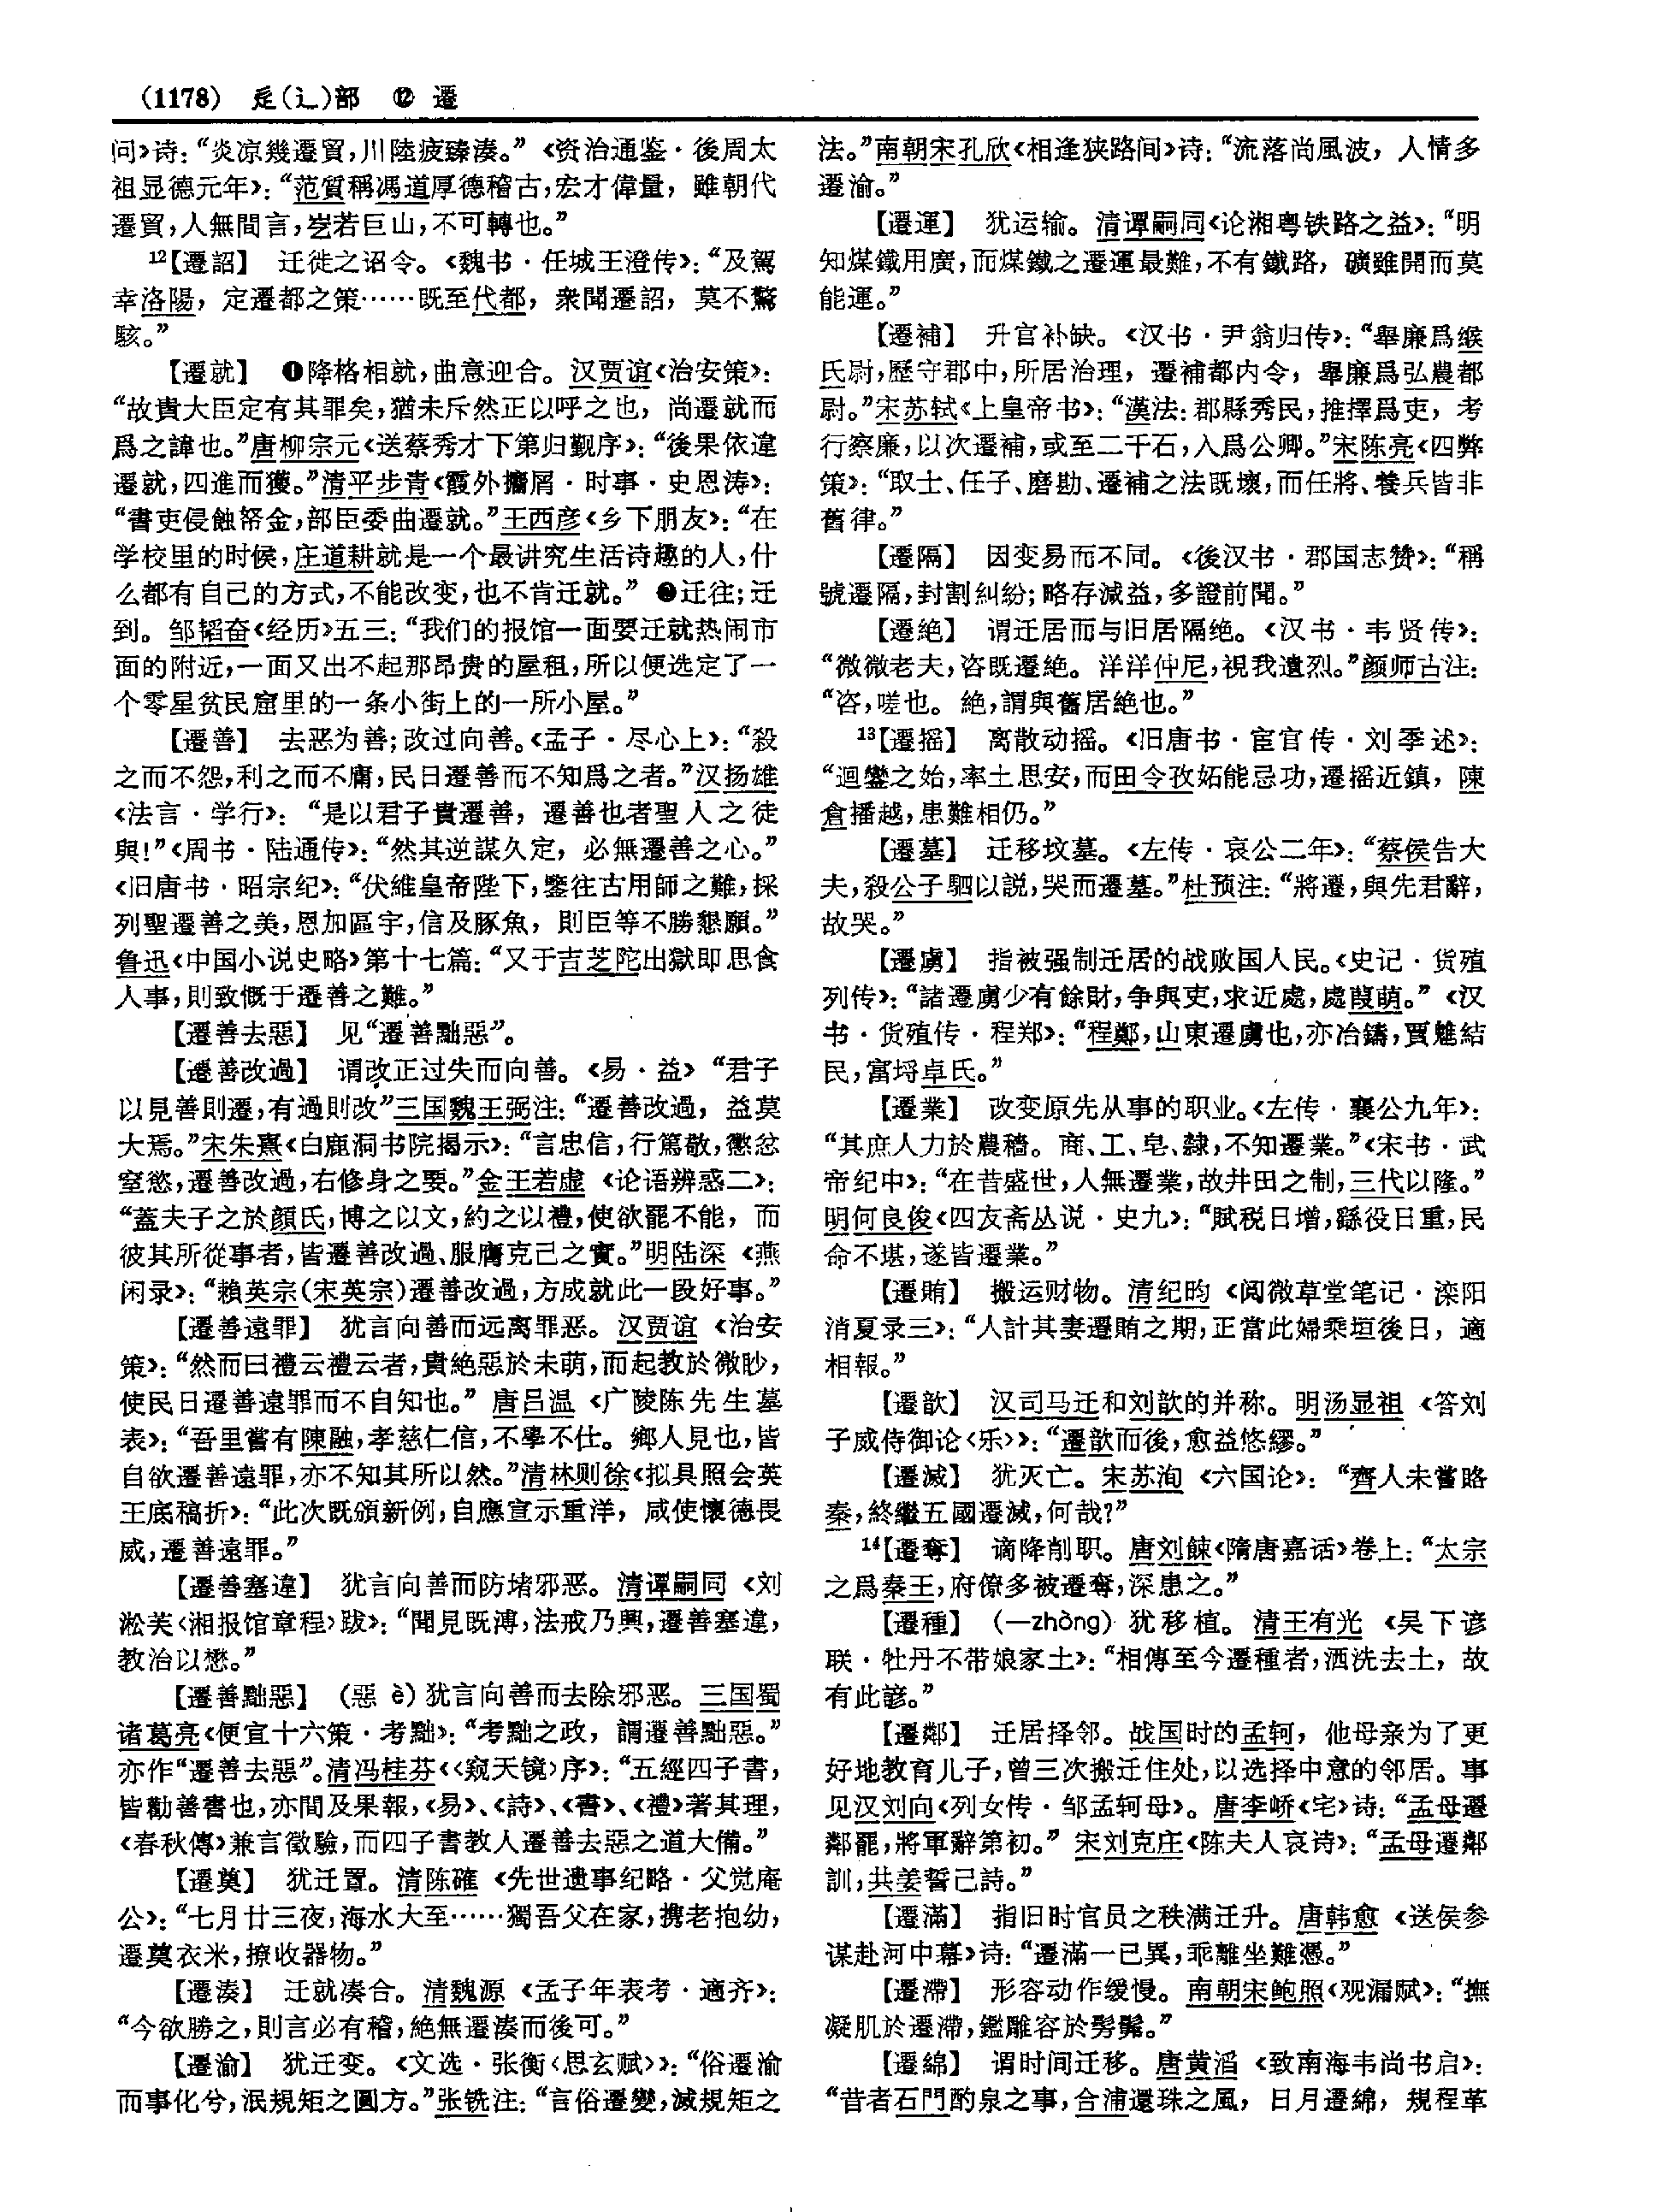 (1178) 辵(辶)部 ⑫ 遷
问》诗：“炎凉幾遷貿，川陸疲臻湊。”《资治通鉴·後周太
祖显德元年》：“范質稱馮道厚德稽古，宏才偉量，雖朝代
遷貿，人無間言，屹若巨山，不可轉也。”
12【遷詔】 迁徙之诏令。《魏书·任城王澄传》：“及駕
幸洛陽，定遷都之策……既至代都，衆聞遷詔，莫不驚
駭。”
【遷就】 ❶降格相就，曲意迎合。汉贾谊《治安策》：
“故貴大臣定有其罪矣，猶未斥然正以呼之也，尚遷就而
爲之諱也。”唐柳宗元《送蔡秀才下第归觐序》：“後果依違
遷就，四進而獲。”清平步青《霞外攟屑·时事·史恩涛》：
“書吏侵蝕帑金，部臣委曲遷就。”王西彦《乡下朋友》：“在
学校里的时候，庄道耕就是一个最讲究生活诗趣的人，什
么都有自己的方式，不能改变，也不肯迁就。” ❷迁往；迁
到。邹韬奋《经历》五三：“我们的报馆一面要迁就热闹市
面的附近，一面又出不起那昂贵的屋租，所以便选定了一
个零星贫民窟里的一条小街上的一所小屋。”
【遷善】 去恶为善；改过向善。《孟子·尽心上》：“殺
之而不怨，利之而不庸，民日遷善而不知爲之者。”汉扬雄
《法言·学行》：“是以君子貴遷善，遷善也者聖人之徒
與！”《周书·陆通传》：“然其逆謀久定，必無遷善之心。”
《旧唐书·昭宗纪》：“伏維皇帝陛下，鑒往古用師之難，採
列聖遷善之美，恩加區宇，信及豚魚，則臣等不勝懇願。”
鲁迅《中国小说史略》第十七篇：“又于吉芝陀出獄即思食
人事，則致慨于遷善之難。”
【遷善去惡】 见“遷善黜惡”。
【遷善改過】 谓改正过失而向善。《易·益》“君子
以見善則遷，有過則改”三国魏王弼注：“遷善改過，益莫
大焉。”宋朱熹《白鹿洞书院揭示》：“言忠信，行篤敬，懲忿
窒慾，遷善改過，右修身之要。”金王若虚《论语辨惑二》：
“蓋夫子之於顔氏，博之以文，約之以禮，使欲罷不能，而
彼其所從事者，皆遷善改過、服膺克己之實。”明陆深《燕
闲录》：“賴英宗(宋英宗)遷善改過，方成就此一段好事。”
【遷善遠罪】 犹言向善而远离罪恶。汉贾谊《治安
策》：“然而曰禮云禮云者，貴絶惡於未萌，而起教於微眇，
使民日遷善遠罪而不自知也。”唐吕温《广陵陈先生墓
表》：“吾里嘗有陳融，孝慈仁信，不學不仕。鄉人見也，皆
自欲遷善遠罪，亦不知其所以然。”清林则徐《拟具照会英
王底稿折》：“此次既頒新例，自應宣示重洋，咸使懷德畏
威，遷善遠罪。”
【遷善塞違】 犹言向善而防堵邪恶。清谭嗣同《刘
淞芙〈湘报馆章程〉跋》：“聞見既溥，法戒乃興，遷善塞違，
教治以懋。”
【遷善黜惡】 (惡 è)犹言向善而去除邪恶。三国蜀
诸葛亮《便宜十六策·考黜》：“考黜之政，謂遷善黜惡。”
亦作“遷善去惡”。清冯桂芬《〈窥天镜〉序》：“五經四子書，
皆勸善書也，亦間及果報，《易》、《詩》、《書》、《禮》著其理，
《春秋傳》兼言徵驗，而四子書教人遷善去惡之道大備。”
【遷奠】 犹迁置。清陈確《先世遗事纪略·父觉庵
公》：“七月廿三夜，海水大至……獨吾父在家，携老抱幼，
遷奠衣米，撩收器物。”
【遷湊】 迁就凑合。清魏源《孟子年表考·適齐》：
“今欲勝之，則言必有稽，絶無遷湊而後可。”
【遷渝】 犹迁变。《文选·张衡〈思玄赋〉》：“俗遷渝
而事化兮，泯規矩之圓方。”张铣注：“言俗遷變，滅規矩之
法。”南朝宋孔欣《相逢狭路间》诗：“流落尚風波，人情多
遷渝。”
【遷運】 犹运输。清谭嗣同《论湘粤铁路之益》：“明
知煤鐵用廣，而煤鐵之遷運最難，不有鐵路，礦雖開而莫
能運。”
【遷補】 升官补缺。《汉书·尹翁归传》：“舉廉爲緱
氏尉，歷守郡中，所居治理，遷補都内令，舉廉爲弘農都
尉。”宋苏轼《上皇帝书》：“漢法：郡縣秀民，推擇爲吏，考
行察廉，以次遷補，或至二千石，入爲公卿。”宋陈亮《四弊
策》：“取士、任子、磨勘、遷補之法既壞，而任將、養兵皆非
舊律。”
【遷隔】 因变易而不同。《後汉书·郡国志赞》：“稱
號遷隔，封割糾紛；略存減益，多證前聞。”
【遷絶】 谓迁居而与旧居隔绝。《汉书·韦贤传》：
“微微老夫，咨既遷絶。洋洋仲尼，視我遺烈。”颜师古注：
“咨，嗟也。絶，謂與舊居絶也。”
13【遷摇】 离散动摇。《旧唐书·宦官传·刘季述》：
“迴鑾之始，率土思安，而田令孜妬能忌功，遷摇近鎮，陳
倉播越，患難相仍。”
【遷墓】 迁移坟墓。《左传·哀公二年》：“蔡侯告大
夫，殺公子駟以説，哭而遷墓。”杜预注：“將遷，與先君辭，
故哭。”
【遷虜】 指被强制迁居的战败国人民。《史记·货殖
列传》：“諸遷虜少有餘財，争與吏，求近處，處葭萌。”《汉
书·货殖传·程郑》：“程鄭，山東遷虜也，亦冶鑄，賈魋結
民，富埒卓氏。”
【遷業】 改变原先从事的职业。《左传·襄公九年》：
“其庶人力於農穡。商、工、皂、隸，不知遷業。”《宋书·武
帝纪中》：“在昔盛世，人無遷業，故井田之制，三代以隆。”
明何良俊《四友斋丛说·史九》：“賦税日增，繇役日重，民
命不堪，遂皆遷業。”
【遷賄】 搬运财物。清纪昀《阅微草堂笔记·滦阳
消夏录三》：“人計其妻遷賄之期，正當此婦乘垣後日，適
相報。”
【遷歆】 汉司马迁和刘歆的并称。明汤显祖《答刘
子威侍御论〈乐〉》：“遷歆而後，愈益悠繆。”
【遷滅】 犹灭亡。宋苏洵《六国论》：“齊人未嘗賂
秦，終繼五國遷滅，何哉？”
14【遷奪】 谪降削职。唐刘餗《隋唐嘉话》卷上：“太宗
之爲秦王，府僚多被遷奪，深患之。”
【遷種】 (—zhòng) 犹移植。清王有光《吴下谚
联·牡丹不带娘家土》：“相傳至今遷種者，洒洗去土，故
有此諺。”
【遷鄰】 迁居择邻。战国时的孟轲，他母亲为了更
好地教育儿子，曾三次搬迁住处，以选择中意的邻居。事
见汉刘向《列女传·邹孟轲母》。唐李峤《宅》诗：“孟母遷
鄰罷，將軍辭第初。”宋刘克庄《陈夫人哀诗》：“孟母遷鄰
訓，共姜誓己詩。”
【遷滿】 指旧时官员之秩满迁升。唐韩愈《送侯参
谋赴河中幕》诗：“遷滿一已異，乖離坐難憑。”
【遷滯】 形容动作缓慢。南朝宋鲍照《观漏赋》：“撫
凝肌於遷滯，鑑雕容於髣髴。”
【遷綿】 谓时间迁移。唐黄滔《致南海韦尚书启》：
“昔者石門酌泉之事，合浦還珠之風，日月遷綿，規程革